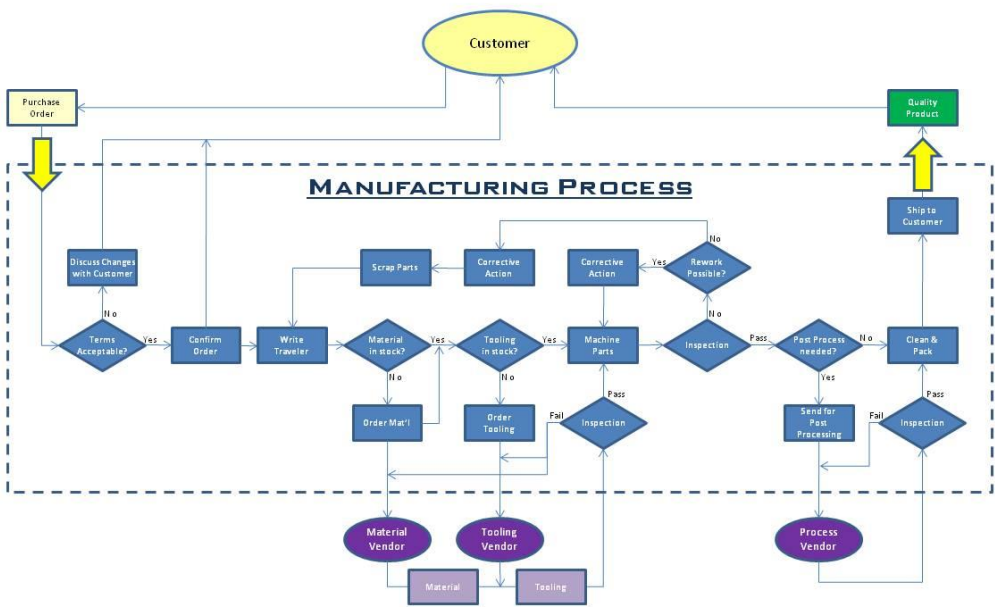 Customer
Purchase
Order
Quality
Product
MANUFACTURING PROCESS
Ship to
Customer
Discuss Changes
with Customer
Scrap Parts
Corrective
Action
Corrective
Action
Yes
Rework
Possible?
No
No
No
Terms
Acceptable?
Yes
Confirm
Order
Write
Traveler
Material
in stock?
Yes
Tooling
in stock?
Yes
Machine
Parts
Inspection
Pass
Post Process
needed?
No
Clean &
Pack
No
No
Yes
Pass
Pass
Order Mat'l
Order
Tooling
Fail
Inspection
Send for
Post
Processing
Fail
Inspection
Material
Vendor
Tooling
Vendor
Process
Vendor
Material
Tooling